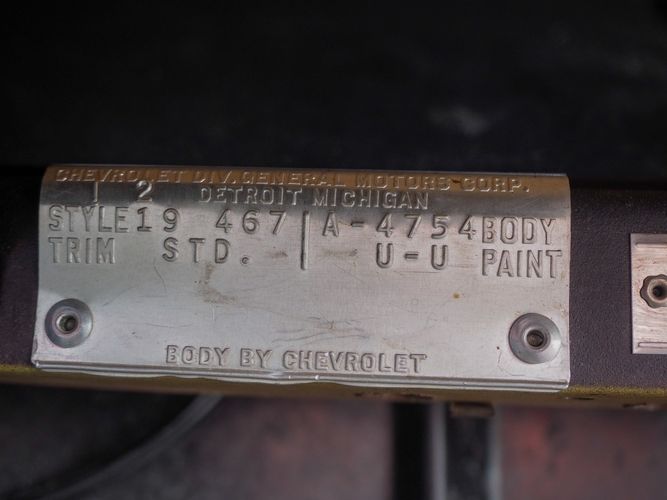 CHEVROLET DIV. GENERAL MOTORS CORP.
DETROIT MICHIGAN
1 2
STYLE 19 467 | A-4754 BODY
TRIM STD. | U-U PAINT
BODY BY CHEVROLET